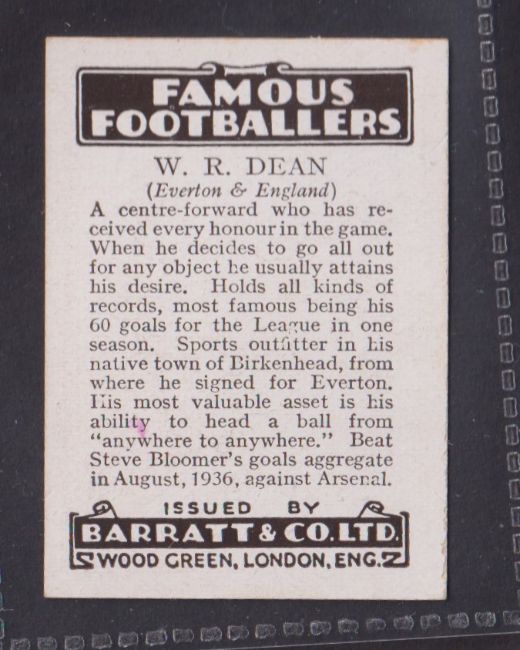 FAMOUS
FOOTBALLERS
W. R. DEAN
(Everton & England)
A centre-forward who has re-
ceived every honour in the game.
When he decides to go all out
for any object he usually attains
his desire. Holds all kinds of
records, most famous being his
60 goals for the League in one
season. Sports outfitter in his
native town of Birkenhead, from
where he signed for Everton.
His most valuable asset is his
ability to head a ball from
"anywhere to anywhere." Beat
Steve Bloomer's goals aggregate
in August, 1936, against Arsenal.
ISSUED BY
BARRATT & CO. LTD.
WOOD GREEN, LONDON, ENG.